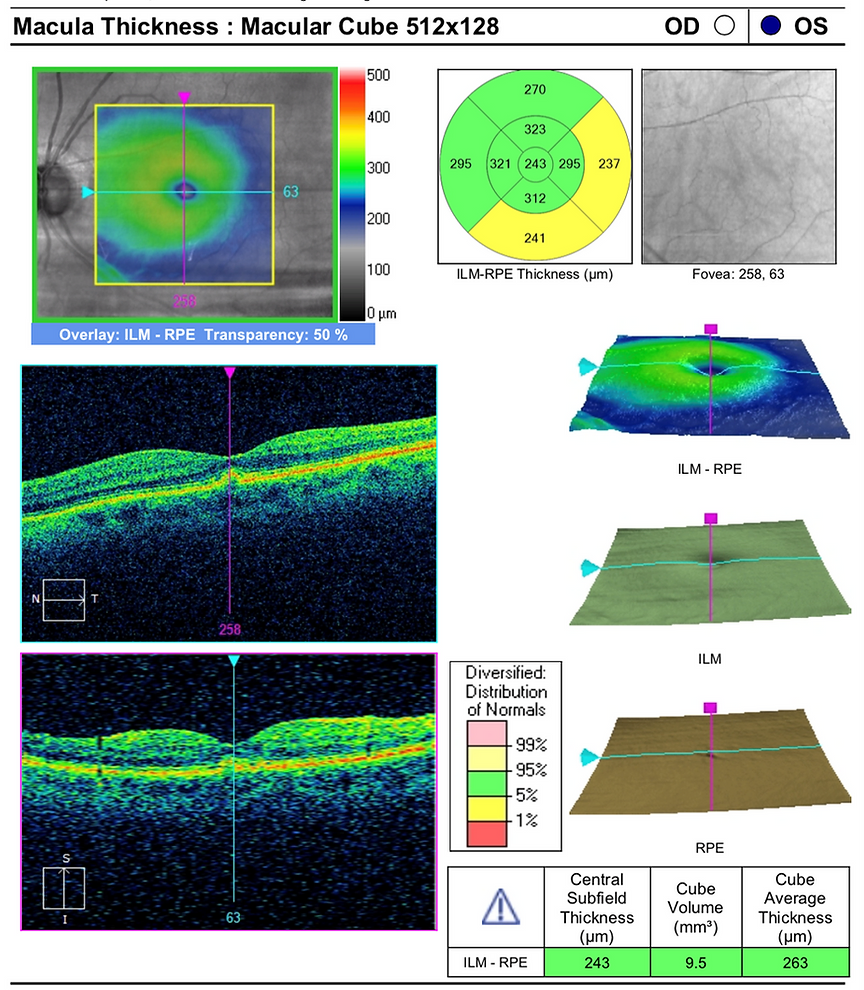 Macula Thickness : Macular Cube 512x128
OD OS
500
400
300
200
100
0 µm
63
258
Overlay: ILM - RPE Transparency: 50 %
270
323
295 321 243 295 237
312
241
ILM-RPE Thickness (µm)
Fovea: 258, 63
ILM - RPE
N T
258
ILM
Diversified:
Distribution
of Normals
99%
95%
5%
1%
RPE
S
I
63
Central
Subfield
Thickness
(µm)
Cube
Volume
(mm³)
Cube
Average
Thickness
(µm)
ILM - RPE 243 9.5 263